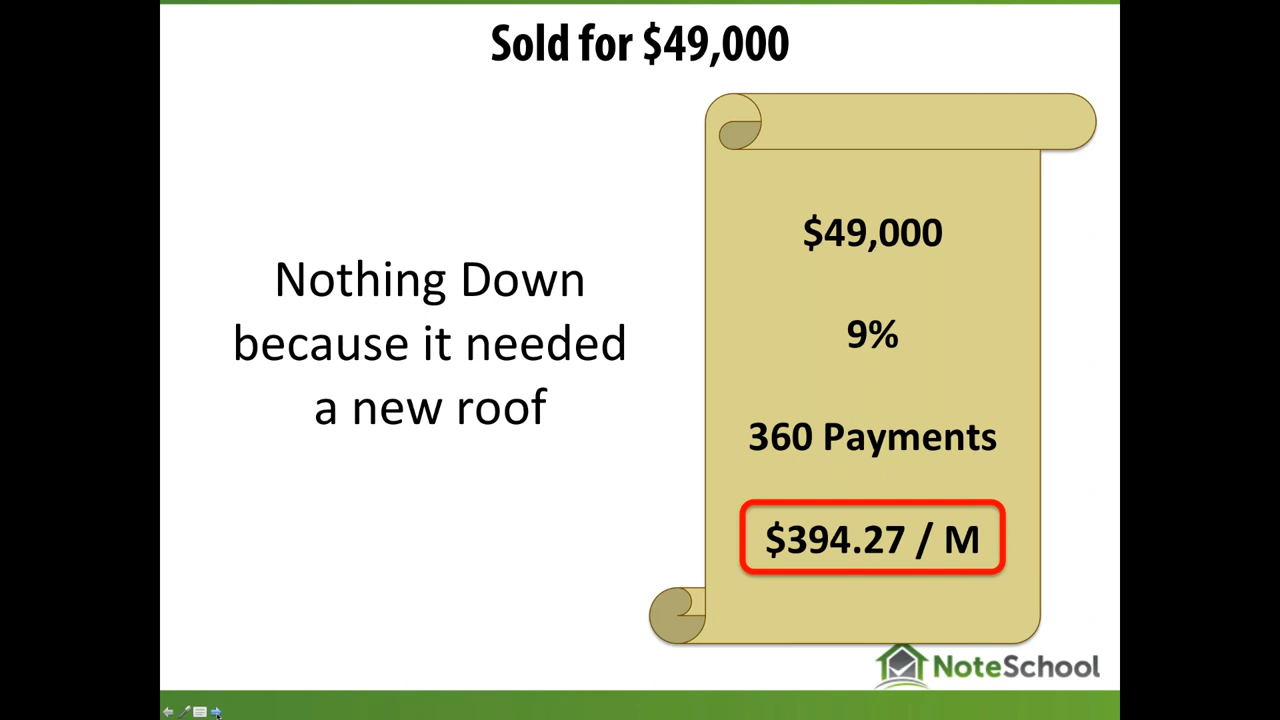 Sold for $49,000
Nothing Down
because it needed
a new roof
$49,000
9%
360 Payments
$394.27 / M
NoteSchool